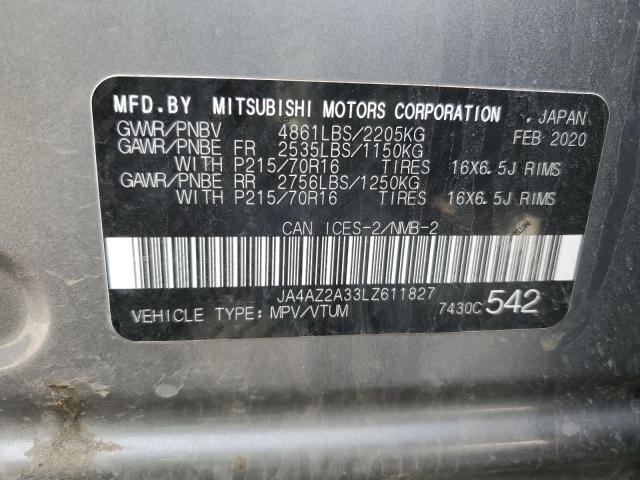 MFD.BY MITSUBISHI MOTORS CORPORATION , JAPAN
GVWR/PNBV 4861LBS/2205KG FEB 2020
GAWR/PNBE FR 2535LBS/1150KG
WITH P215/70R16 TIRES 16X6.5J RIMS
GAWR/PNBE RR 2756LBS/1250KG
WITH P215/70R16 TIRES 16X6.5J RIMS
CAN ICES-2/NMB-2
JA4AZ2A33LZ611827
VEHICLE TYPE: MPV/VTUM 7430C 542